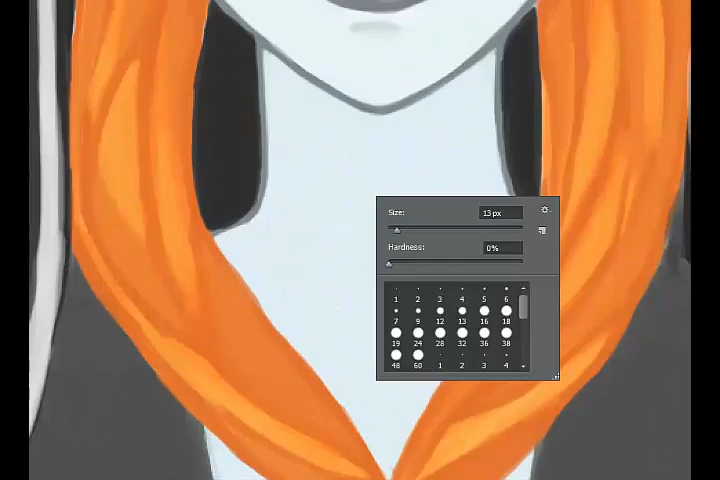 Size: 13 px
Hardness: 0%
1 2 3 4 5 6
7 9 12 13 16 18
19 24 28 32 36 38
48 60 1 2 3 4